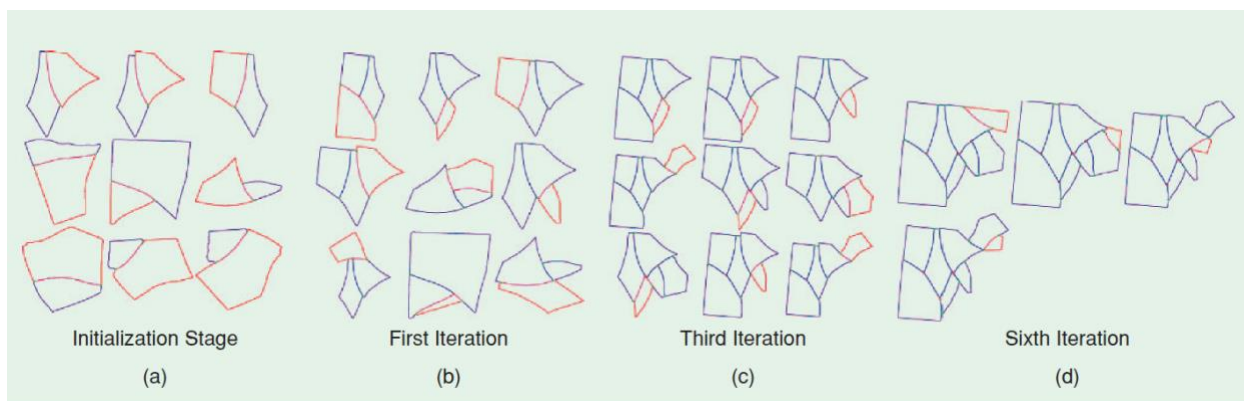 Initialization Stage
First Iteration
Third Iteration
Sixth Iteration
(a)
(b)
(c)
(d)